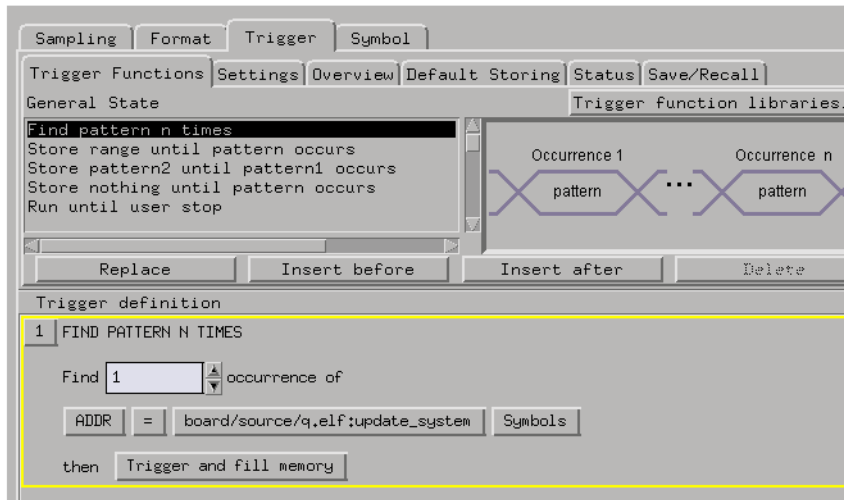 Sampling Format Trigger Symbol
Trigger Functions Settings Overview Default Storing Status Save/Recall
General State Trigger function libraries.
Find pattern n times
Store range until pattern occurs
Store pattern2 until pattern1 occurs
Store nothing until pattern occurs
Run until user stop
Occurrence 1 Occurrence n
pattern ... pattern
Replace Insert before Insert after Delete
Trigger definition
1 FIND PATTERN N TIMES
Find 1 occurrence of
ADDR = board/source/q.elf:update_system Symbols
then Trigger and fill memory